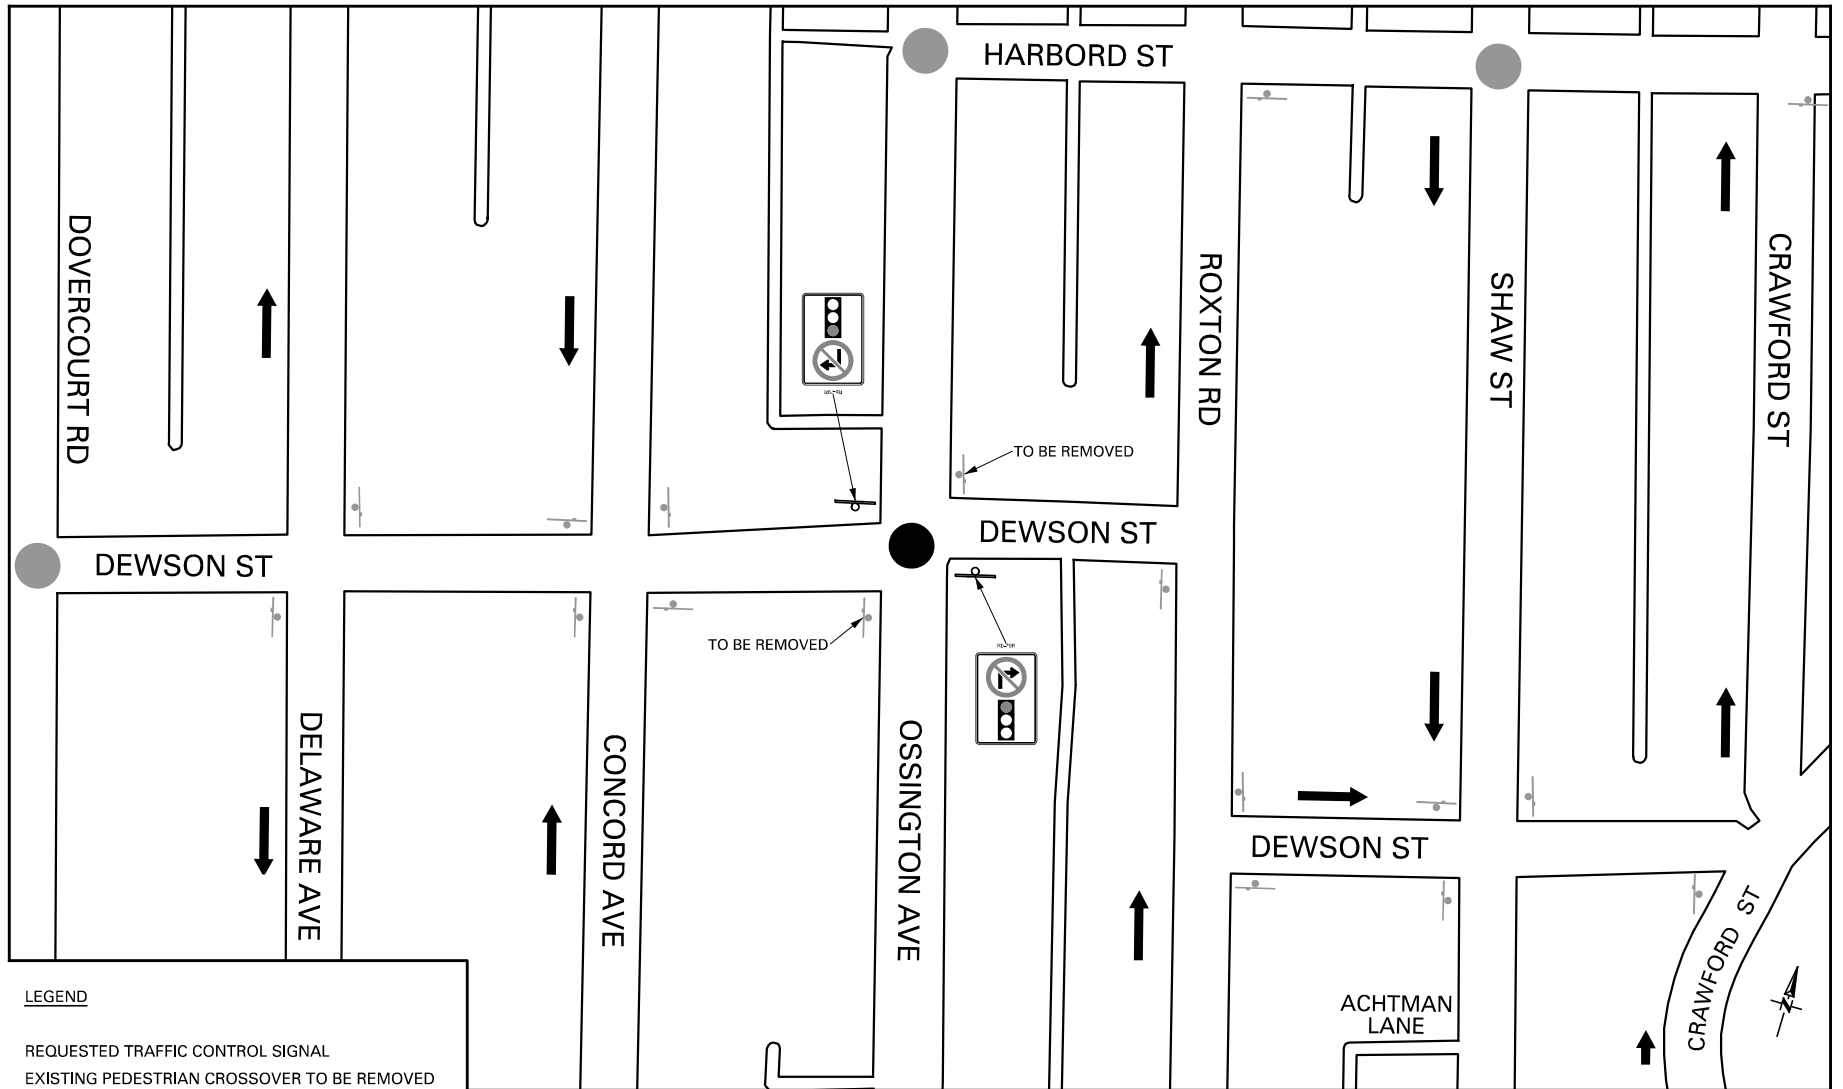 HARBORD ST
DOVERCOURT RD
ROXTON RD
SHAW ST
CRAWFORD ST
TO BE REMOVED
DEWSON ST
DEWSON ST
TO BE REMOVED
DELAWARE AVE
CONCORD AVE
OSSINGTON AVE
DEWSON ST
CRAWFORD ST
ACHTMAN
LANE
N
LEGEND
REQUESTED TRAFFIC CONTROL SIGNAL
EXISTING PEDESTRIAN CROSSOVER TO BE REMOVED